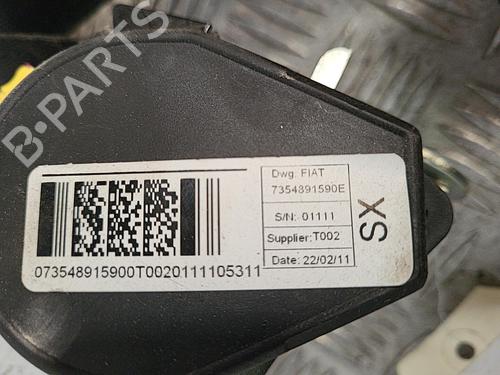 B-PARTS
Dwg: FIAT
7354891590E
S/N: 01111
Supplier: T002
Date: 22/02/11
SX
073548915900T0020111105311